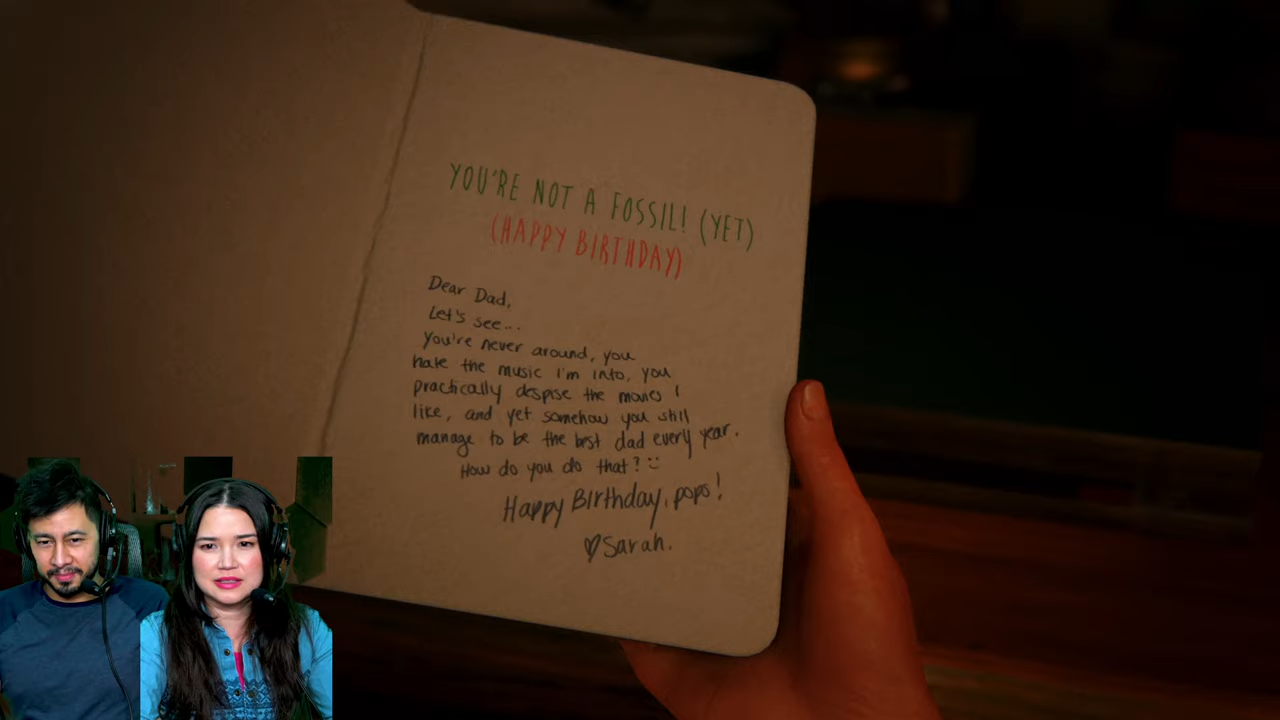 YOU'RE NOT A FOSSIL! (YET)
(HAPPY BIRTHDAY)
Dear Dad,
Let's see...
You're never around, you
hate the music I'm into, you
practically despise the movies I
like, and yet somehow you still
manage to be the best dad every year.
How do you do that? :)
Happy Birthday, pops!
♡Sarah.